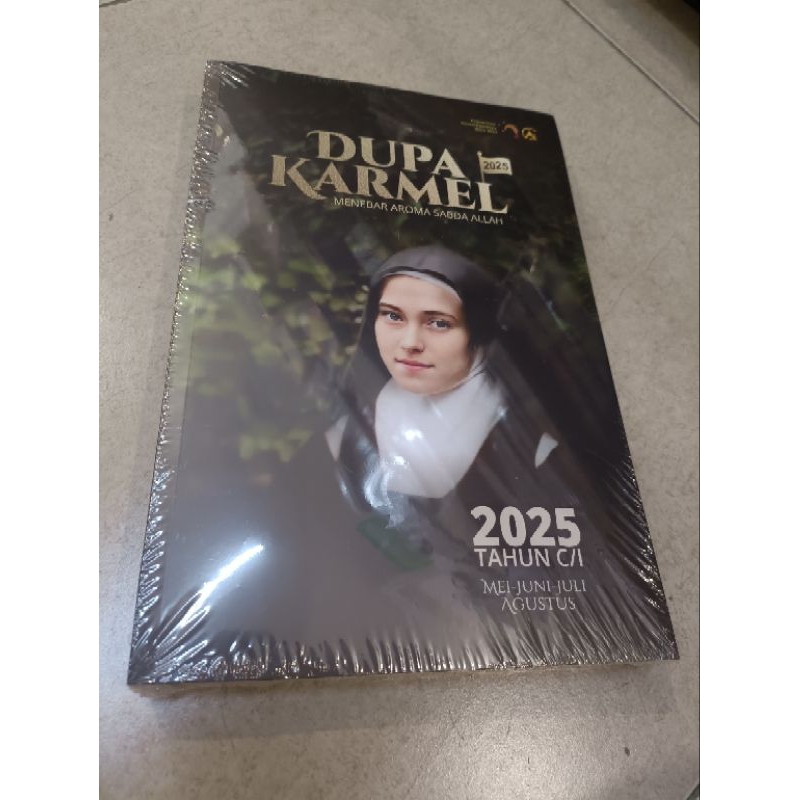 DUPA
KARMEL
2025
MENEBAR AROMA SABDA ALLAH
2025
TAHUN C/I
MEI-JUNI-JULI
AGUSTUS